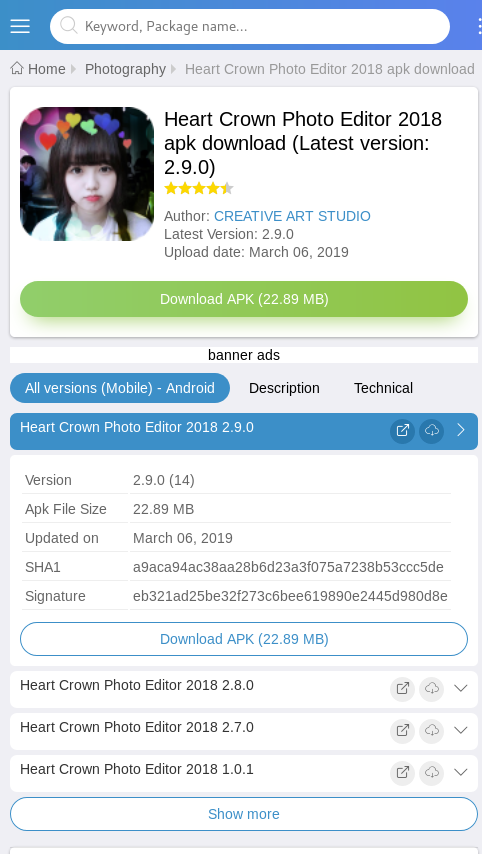 Keyword, Package name...
Home Photography Heart Crown Photo Editor 2018 apk download
Heart Crown Photo Editor 2018
apk download (Latest version:
2.9.0)
Author: CREATIVE ART STUDIO
Latest Version: 2.9.0
Upload date: March 06, 2019
Download APK (22.89 MB)
banner ads
All versions (Mobile) - Android Description Technical
Heart Crown Photo Editor 2018 2.9.0
Version 2.9.0 (14)
Apk File Size 22.89 MB
Updated on March 06, 2019
SHA1 a9aca94ac38aa28b6d23a3f075a7238b53ccc5de
Signature eb321ad25be32f273c6bee619890e2445d980d8e
Download APK (22.89 MB)
Heart Crown Photo Editor 2018 2.8.0
Heart Crown Photo Editor 2018 2.7.0
Heart Crown Photo Editor 2018 1.0.1
Show more